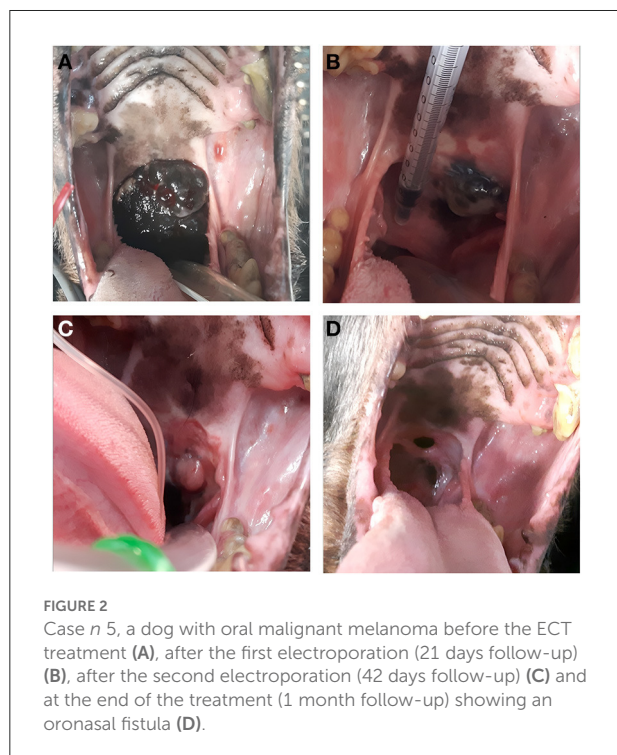 A
B
C
D
FIGURE 2
Case n 5, a dog with oral malignant melanoma before the ECT
treatment (A), after the first electroporation (21 days follow-up)
(B), after the second electroporation (42 days follow-up) (C) and
at the end of the treatment (1 month follow-up) showing an
oronasal fistula (D).